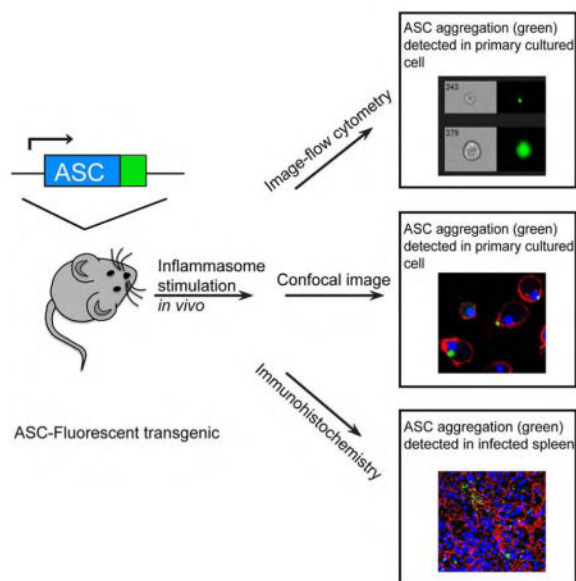 ASC
Inflammasome
stimulation
in vivo
ASC-Fluorescent transgenic
Image-flow cytometry
Confocal image
Immunohistochemistry
ASC aggregation (green)
detected in primary cultured
cell
343
379
ASC aggregation (green)
detected in primary cultured
cell
ASC aggregation (green)
detected in infected spleen